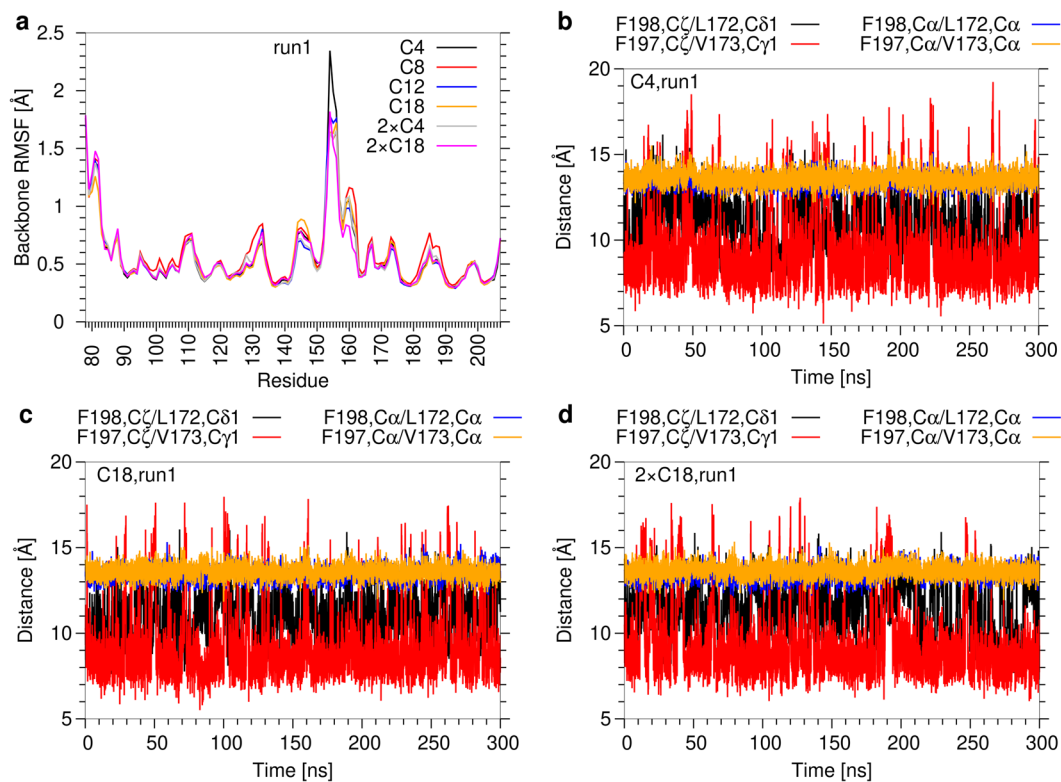 a
run1
C4
C8
C12
C18
2×C4
2×C18
Backbone RMSF [Å]
2.5
2
1.5
1
0.5
0
80 90 100 110 120 130 140 150 160 170 180 190 200
Residue
b
F198,Cζ/L172,Cδ1 F198,Cα/L172,Cα
F197,Cζ/V173,Cγ1 F197,Cα/V173,Cα
C4,run1
Distance [Å]
20
15
10
5
0 50 100 150 200 250 300
Time [ns]
c
F198,Cζ/L172,Cδ1 F198,Cα/L172,Cα
F197,Cζ/V173,Cγ1 F197,Cα/V173,Cα
C18,run1
Distance [Å]
20
15
10
5
0 50 100 150 200 250 300
Time [ns]
d
F198,Cζ/L172,Cδ1 F198,Cα/L172,Cα
F197,Cζ/V173,Cγ1 F197,Cα/V173,Cα
2×C18,run1
Distance [Å]
20
15
10
5
0 50 100 150 200 250 300
Time [ns]